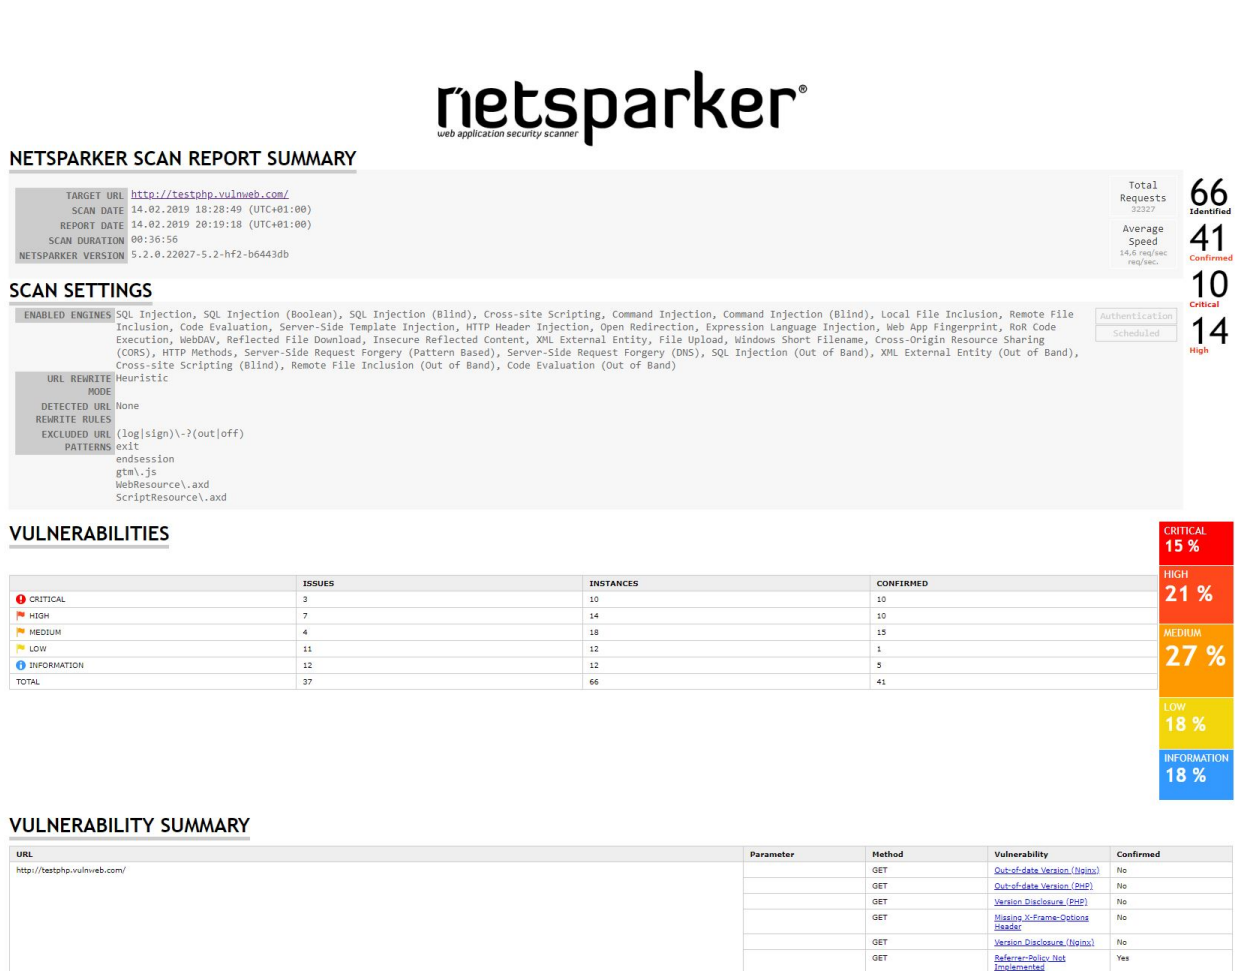 netsparker®
web application security scanner
NETSPARKER SCAN REPORT SUMMARY
TARGET URL http://testphp.vulnweb.com/
SCAN DATE 14.02.2019 18:28:49 (UTC+01:00)
REPORT DATE 14.02.2019 20:19:18 (UTC+01:00)
SCAN DURATION 00:36:56
NETSPARKER VERSION 5.2.0.22027-5.2-hf2-b6443db
Total
Requests
32327
Average
Speed
14,6 req/sec
req/sec.
66
Identified
41
Confirmed
10
Critical
14
High
SCAN SETTINGS
ENABLED ENGINES SQL Injection, SQL Injection (Boolean), SQL Injection (Blind), Cross-site Scripting, Command Injection, Command Injection (Blind), Local File Inclusion, Remote File
Inclusion, Code Evaluation, Server-Side Template Injection, HTTP Header Injection, Open Redirection, Expression Language Injection, Web App Fingerprint, RoR Code
Execution, WebDAV, Reflected File Download, Insecure Reflected Content, XML External Entity, File Upload, Windows Short Filename, Cross-Origin Resource Sharing
(CORS), HTTP Methods, Server-Side Request Forgery (Pattern Based), Server-Side Request Forgery (DNS), SQL Injection (Out of Band), XML External Entity (Out of Band),
Cross-site Scripting (Blind), Remote File Inclusion (Out of Band), Code Evaluation (Out of Band)
URL REWRITE Heuristic
MODE
DETECTED URL None
REWRITE RULES
EXCLUDED URL (log|sign)\-?(out|off)
PATTERNS exit
endsession
gtm\.js
WebResource\.axd
ScriptResource\.axd
Authentication
Scheduled
VULNERABILITIES
ISSUES INSTANCES CONFIRMED
CRITICAL 3 10 10
HIGH 7 14 10
MEDIUM 4 18 15
LOW 11 12 1
INFORMATION 12 12 5
TOTAL 37 66 41
CRITICAL
15 %
HIGH
21 %
MEDIUM
27 %
LOW
18 %
INFORMATION
18 %
VULNERABILITY SUMMARY
URL Parameter Method Vulnerability Confirmed
http://testphp.vulnweb.com/ GET Out-of-date Version (Nginx) No
GET Out-of-date Version (PHP) No
GET Version Disclosure (PHP) No
GET Missing X-Frame-Options No
Header
GET Version Disclosure (Nginx) No
GET Referrer-Policy Not Yes
Implemented